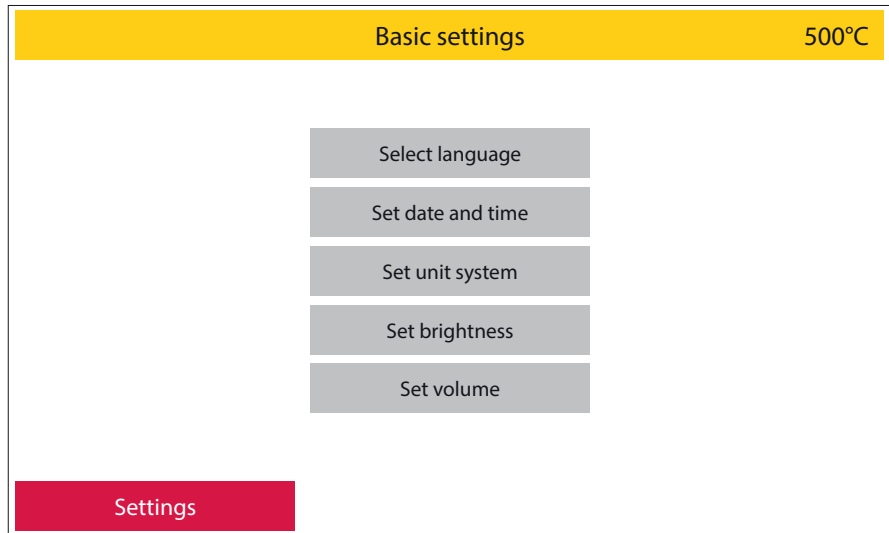 Basic settings 500°C
Select language
Set date and time
Set unit system
Set brightness
Set volume
Settings